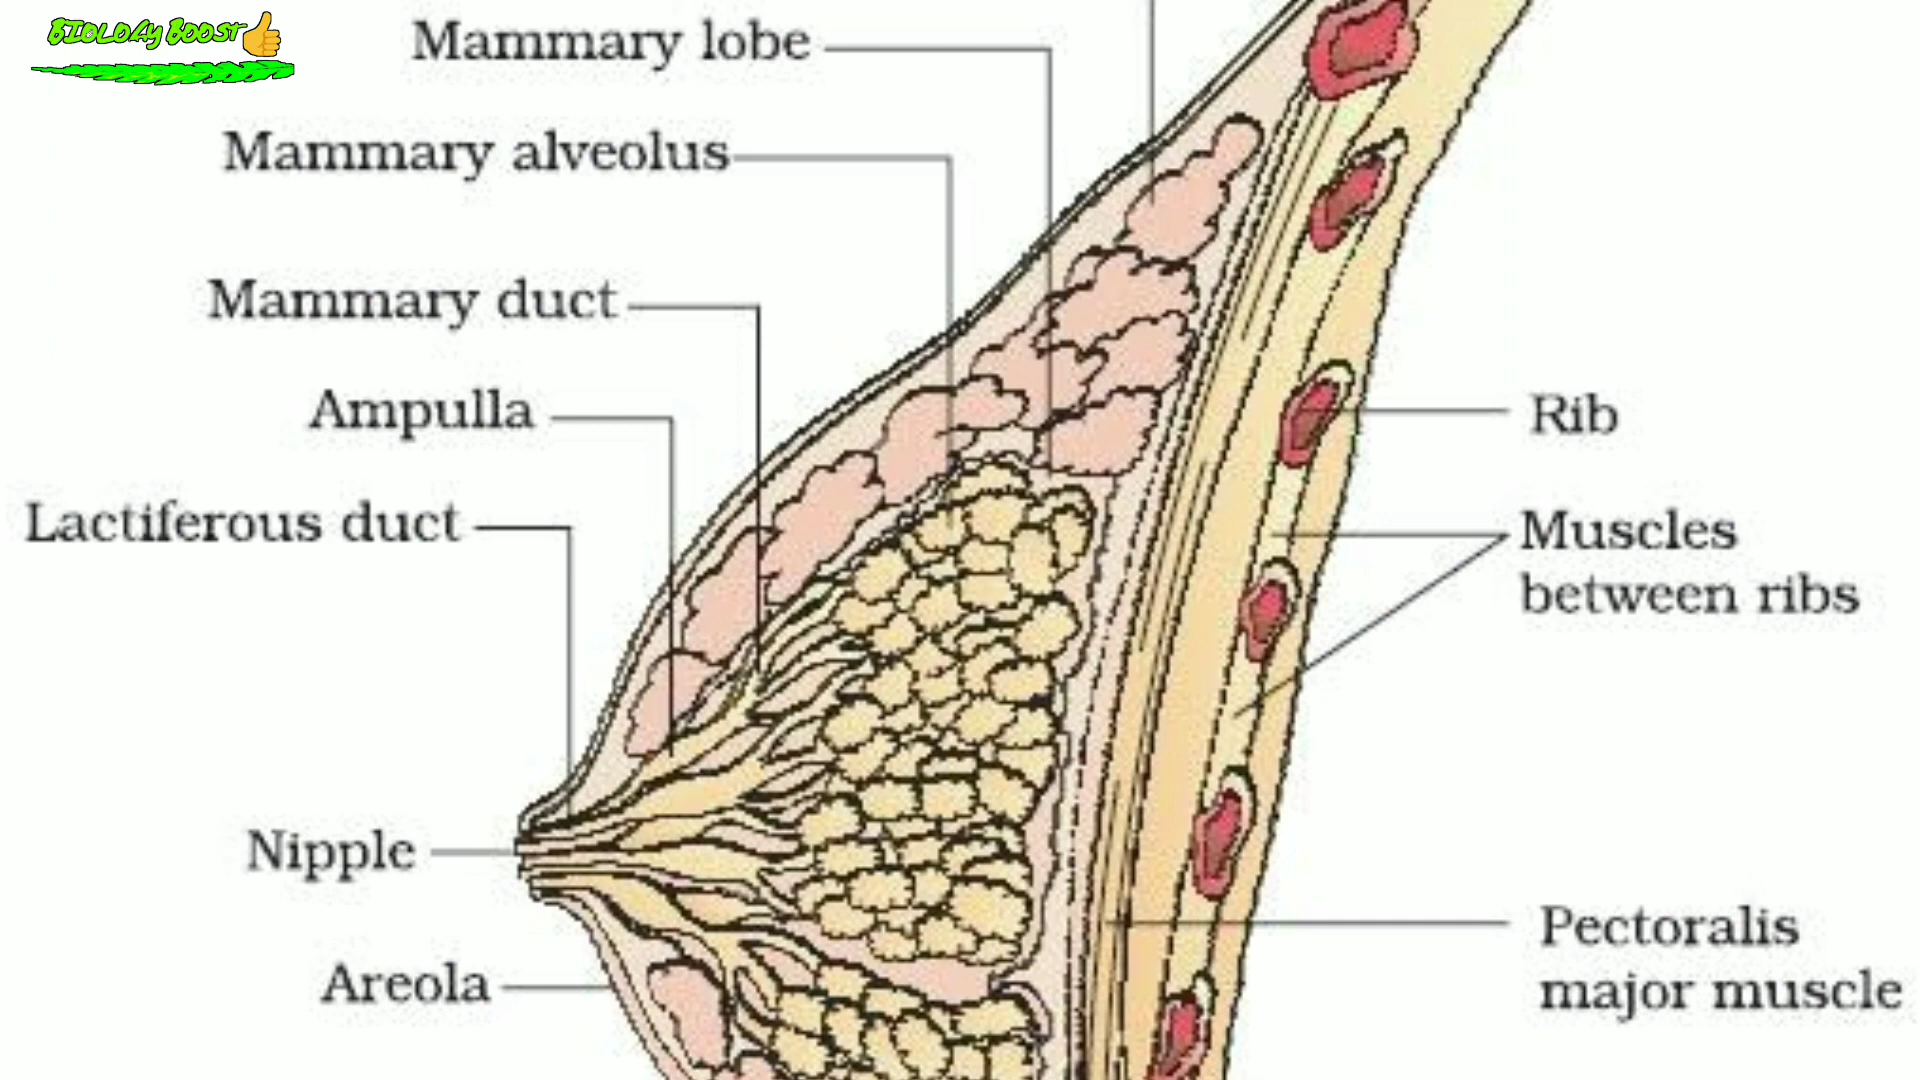 BIOLOGY BOOST
Mammary lobe
Mammary alveolus
Mammary duct
Ampulla
Lactiferous duct
Nipple
Areola
Rib
Muscles
between ribs
Pectoralis
major muscle